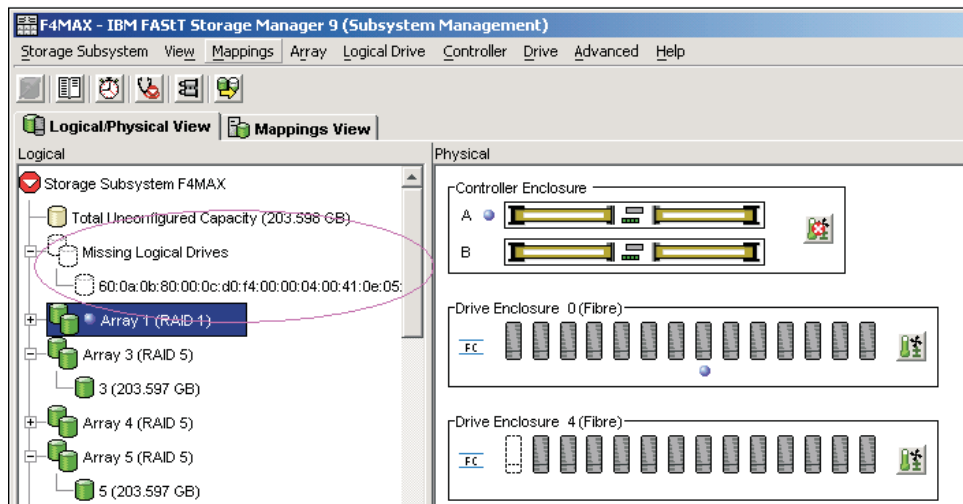 F4MAX - IBM FAStT Storage Manager 9 (Subsystem Management)
Storage Subsystem View Mappings Array Logical Drive Controller Drive Advanced Help
Logical/Physical View Mappings View
Logical
Storage Subsystem F4MAX
Total Unconfigured Capacity (203.598 GB)
Missing Logical Drives
60:0a:0b:80:00:0c:d0:f4:00:00:04:00:41:0e:05:
Array 1 (RAID 1)
Array 3 (RAID 5)
3 (203.597 GB)
Array 4 (RAID 5)
Array 5 (RAID 5)
5 (203.597 GB)
Physical
Controller Enclosure
A
B
Drive Enclosure 0 (Fibre)
FC
Drive Enclosure 4 (Fibre)
FC